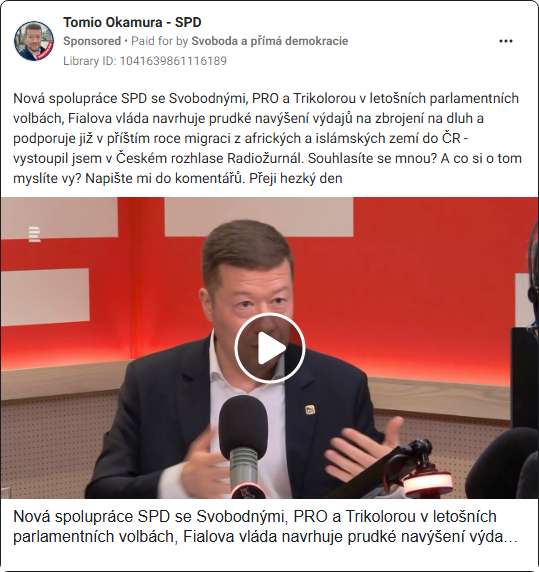 Tomio Okamura - SPD
Sponsored • Paid for by Svoboda a přímá demokracie
Library ID: 1041639861116189
Nová spolupráce SPD se Svobodnými, PRO a Trikolorou v letošních parlamentních
volbách, Fialova vláda navrhuje prudké navýšení výdajů na zbrojení na dluh a
podporuje již v příštím roce migraci z afrických a islámských zemí do ČR -
vystoupil jsem v Českém rozhlase Radiožurnál. Souhlasíte se mnou? A co si o tom
myslíte vy? Napište mi do komentářů. Přeji hezký den
Nová spolupráce SPD se Svobodnými, PRO a Trikolorou v letošních
parlamentních volbách, Fialova vláda navrhuje prudké navýšení výda...